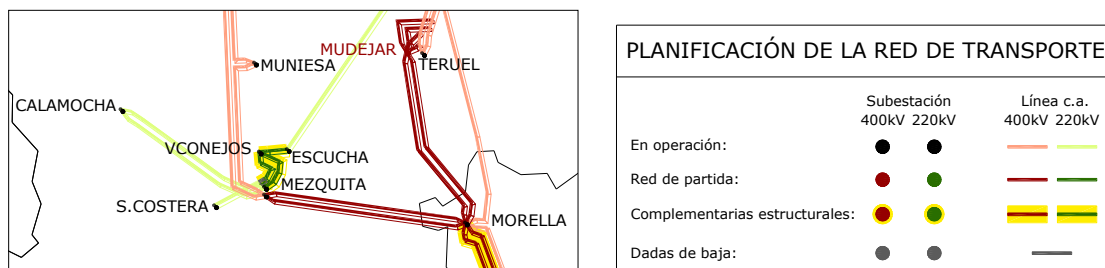 MUDEJAR
TERUEL
MUNIESA
CALAMOCHA
VCONEJOS
ESCUCHA
MEZQUITA
S.COSTERA
MORELLA
PLANIFICACIÓN DE LA RED DE TRANSPORTE
Subestación Línea c.a.
400kV 220kV 400kV 220kV
En operación:
Red de partida:
Complementarias estructurales:
Dadas de baja: